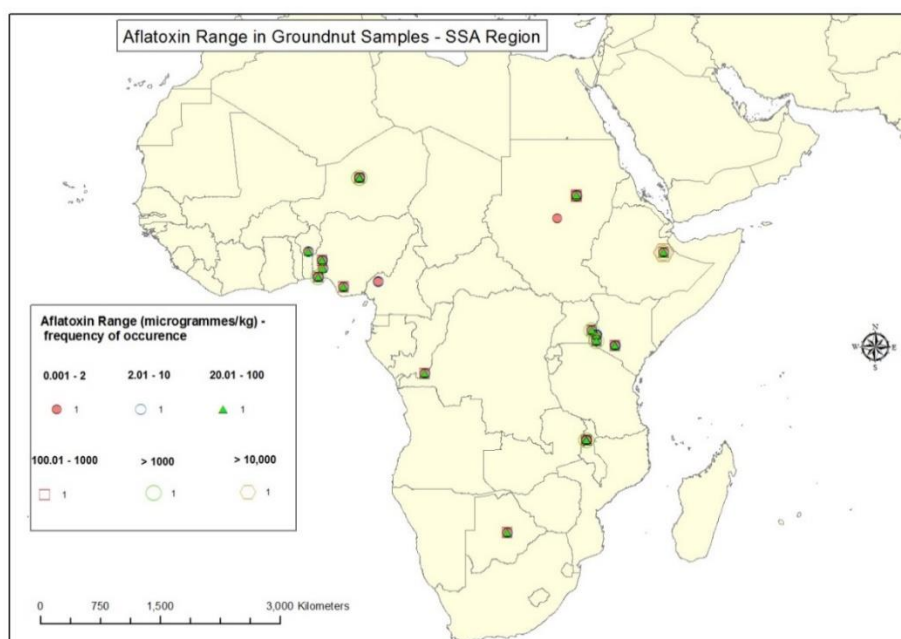 Aflatoxin Range in Groundnut Samples - SSA Region
Aflatoxin Range (microgrammes/kg) -
frequency of occurence
0.001 - 2 2.01 - 10 20.01 - 100
1 1 1
100.01 - 1000 > 1000 > 10,000
1 1 1
N
W E
S
0 750 1,500 3,000 Kilometers